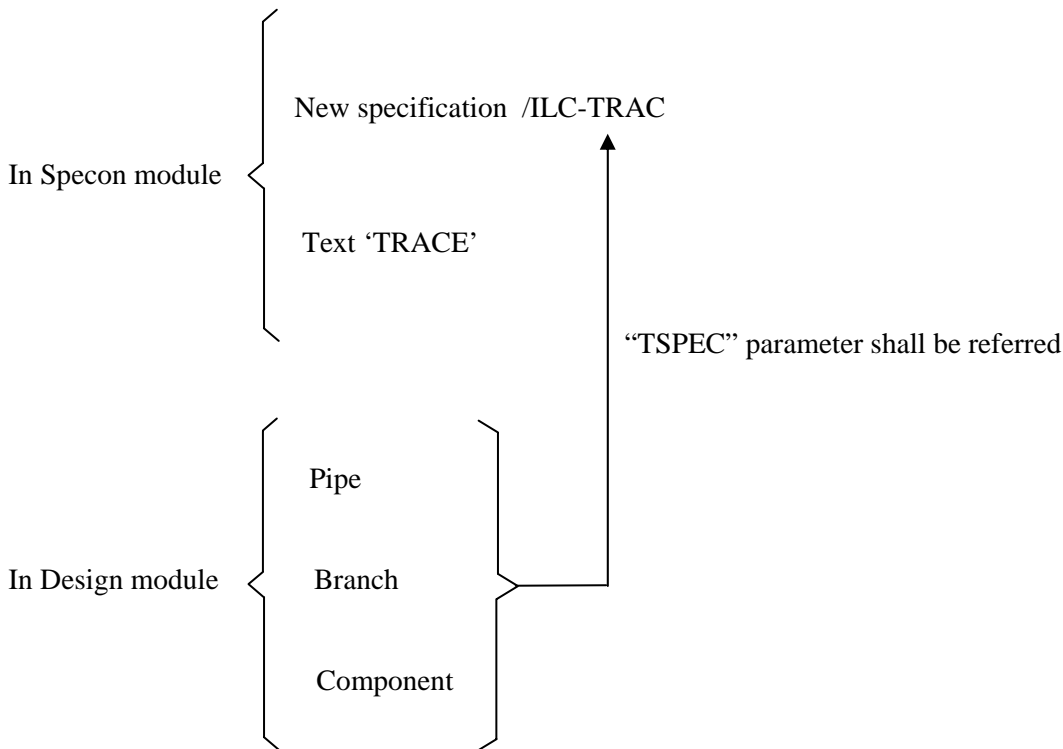 New specification /ILC-TRAC
In Specon module
Text ‘TRACE’
“TSPEC” parameter shall be referred
Pipe
In Design module
Branch
Component